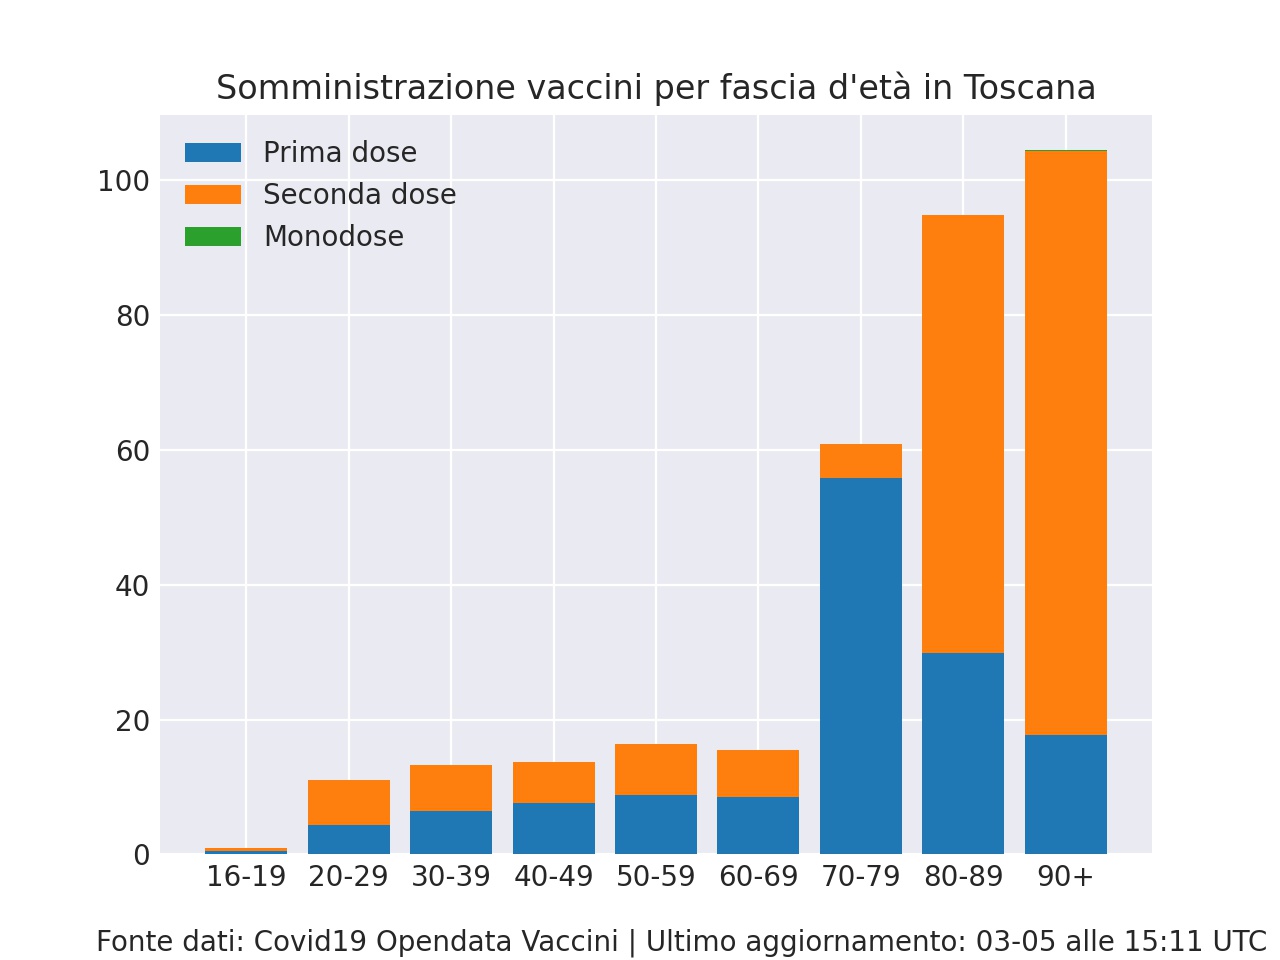 Somministrazione vaccini per fascia d'età in Toscana
Prima dose
Seconda dose
Monodose
100
80
60
40
20
0
16-19 20-29 30-39 40-49 50-59 60-69 70-79 80-89 90+
Fonte dati: Covid19 Opendata Vaccini | Ultimo aggiornamento: 03-05 alle 15:11 UTC